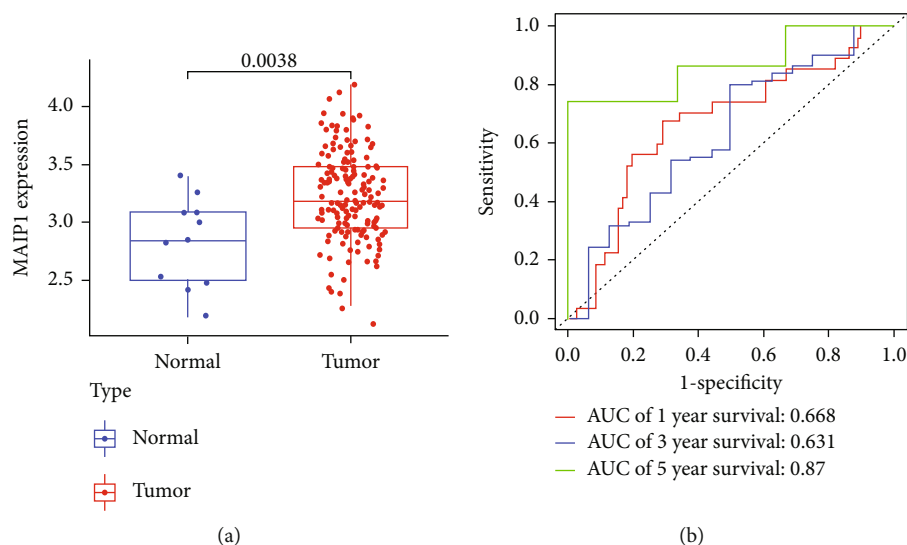 0.0038
4.0
3.5
3.0
2.5
MAIP1 expression
Normal
Tumor
Type
Normal
Tumor
(a)
1.0
0.8
0.6
0.4
0.2
0.0
Sensitivity
0.0 0.2 0.4 0.6 0.8 1.0
1-specificity
AUC of 1 year survival: 0.668
AUC of 3 year survival: 0.631
AUC of 5 year survival: 0.87
(b)